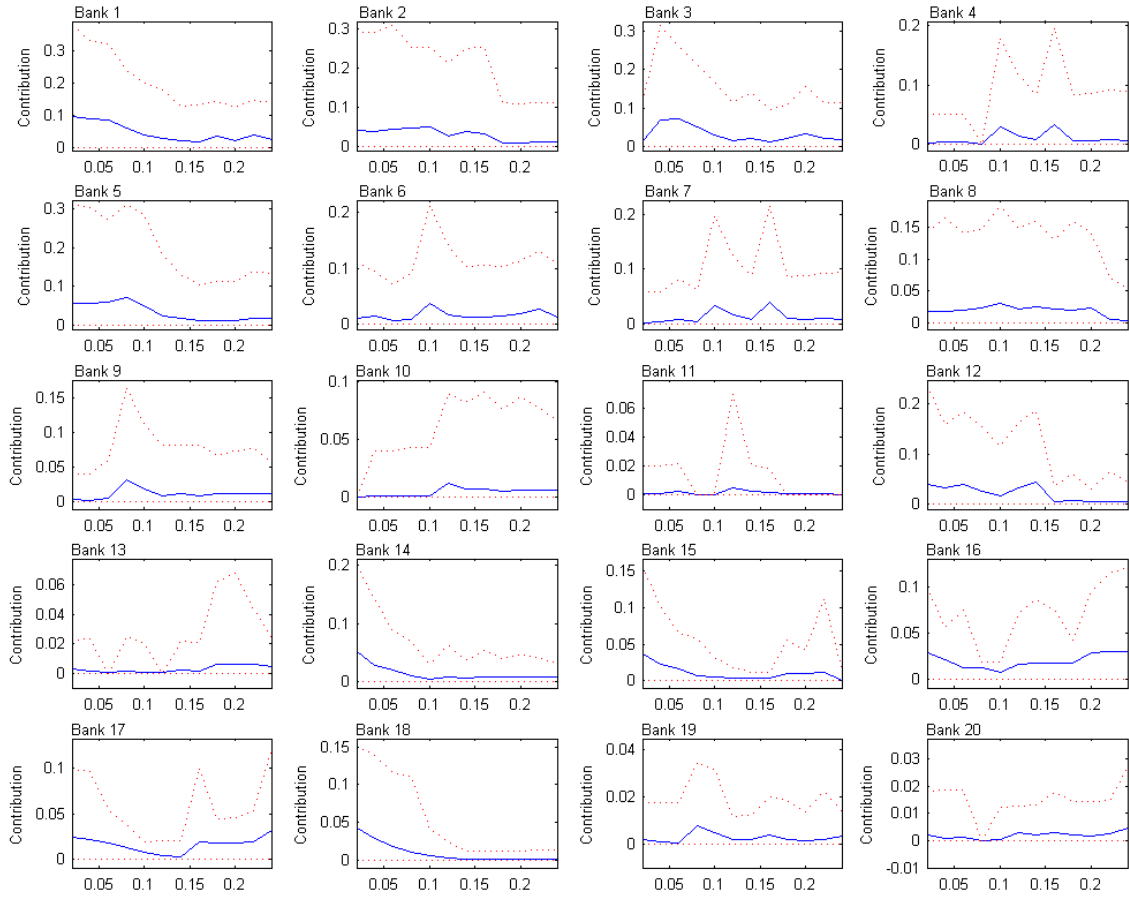 Bank 1
Bank 2
Bank 3
Bank 4
Contribution
0.3
0.2
0.1
0
0.05 0.1 0.15 0.2
Contribution
0.3
0.2
0.1
0
0.05 0.1 0.15 0.2
Contribution
0.3
0.2
0.1
0
0.05 0.1 0.15 0.2
Contribution
0.2
0.1
0
0.05 0.1 0.15 0.2
Bank 5
Bank 6
Bank 7
Bank 8
Contribution
0.3
0.2
0.1
0
0.05 0.1 0.15 0.2
Contribution
0.2
0.1
0
0.05 0.1 0.15 0.2
Contribution
0.2
0.1
0
0.05 0.1 0.15 0.2
Contribution
0.15
0.1
0.05
0
0.05 0.1 0.15 0.2
Bank 9
Bank 10
Bank 11
Bank 12
Contribution
0.15
0.1
0.05
0
0.05 0.1 0.15 0.2
Contribution
0.1
0.05
0
0.05 0.1 0.15 0.2
Contribution
0.06
0.04
0.02
0
0.05 0.1 0.15 0.2
Contribution
0.2
0.1
0
0.05 0.1 0.15 0.2
Bank 13
Bank 14
Bank 15
Bank 16
Contribution
0.06
0.04
0.02
0
0.05 0.1 0.15 0.2
Contribution
0.2
0.1
0
0.05 0.1 0.15 0.2
Contribution
0.15
0.1
0.05
0
0.05 0.1 0.15 0.2
Contribution
0.1
0.05
0
0.05 0.1 0.15 0.2
Bank 17
Bank 18
Bank 19
Bank 20
Contribution
0.1
0.05
0
0.05 0.1 0.15 0.2
Contribution
0.15
0.1
0.05
0
0.05 0.1 0.15 0.2
Contribution
0.04
0.02
0
0.05 0.1 0.15 0.2
Contribution
0.03
0.02
0.01
0
-0.01
0.05 0.1 0.15 0.2